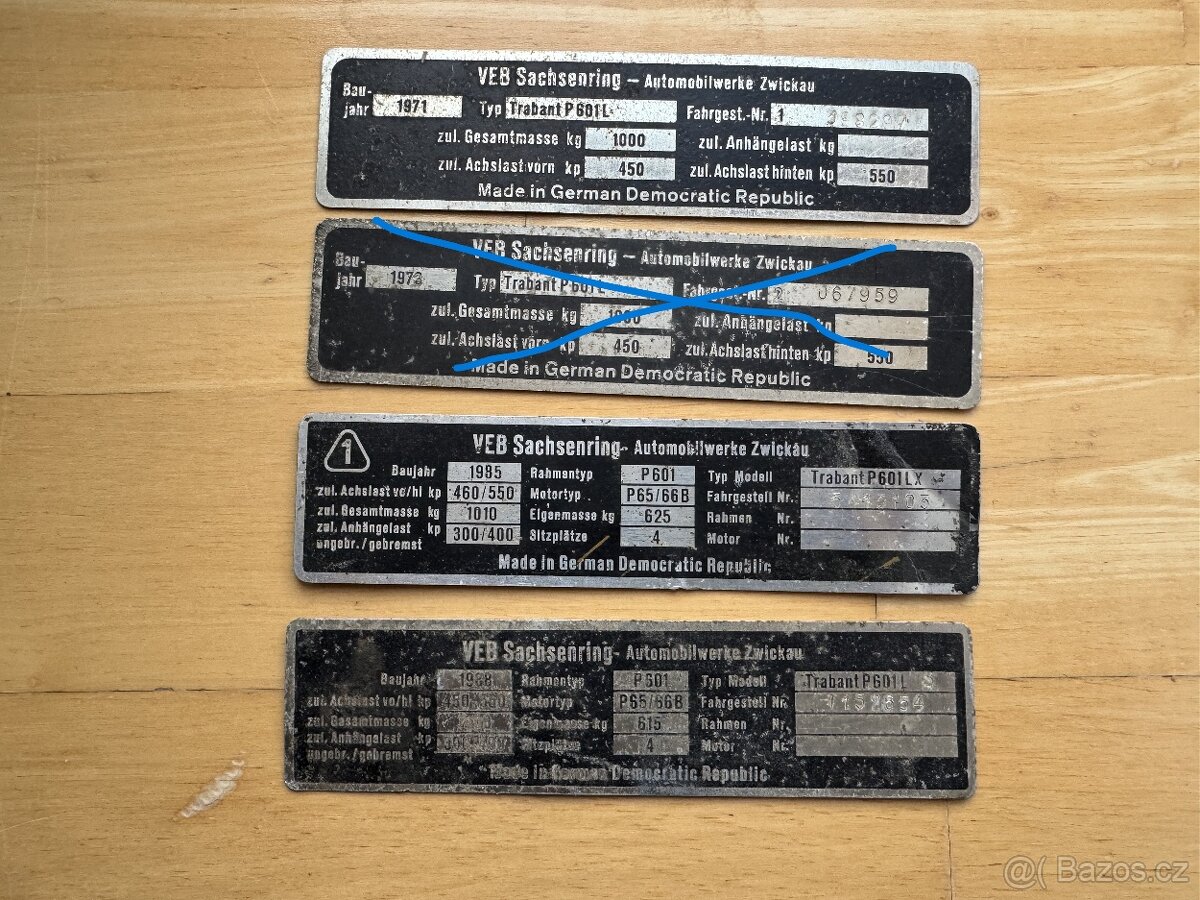 VEB Sachsenring – Automobilwerke Zwickau
Bau-
jahr 1971 Typ Trabant P601L Fahrgest.-Nr. 1
zul. Gesamtmasse kg 1000 zul. Anhängelast kg
zul. Achslast vorn kp 450 zul. Achslast hinten kp 550
Made in German Democratic Republic
VEB Sachsenring – Automobilwerke Zwickau
Bau-
jahr 1973 Typ Trabant P601L Fahrgest.-Nr. 067959
zul. Gesamtmasse kg 1000 zul. Anhängelast kg
zul. Achslast vorn kp 450 zul. Achslast hinten kp 550
Made in German Democratic Republic
1 VEB Sachsenring- Automobilwerke Zwickau
Baujahr 1985 Rahmentyp P601 Typ Modell Trabant P601LX
zul. Achslast vo/hl kp 460/550 Motortyp P65/66B Fahrgestell Nr.
zul. Gesamtmasse kg 1010 Eigenmasse kg 625 Rahmen Nr.
zul. Anhängelast kp 300/400 Sitzplätze 4 Motor Nr.
ungebr./gebremst
Made in German Democratic Republic
VEB Sachsenring- Automobilwerke Zwickau
Baujahr 1988 Rahmentyp P601 Typ Modell Trabant P601L
zul. Achslast vo/hl kp Motortyp P65/66B Fahrgestell Nr.
zul. Gesamtmasse kg Eigenmasse kg 615 Rahmen Nr.
zul. Anhängelast kp Sitzplätze 4 Motor Nr.
ungebr./gebremst
Made in German Democratic Republic
Bazos.cz